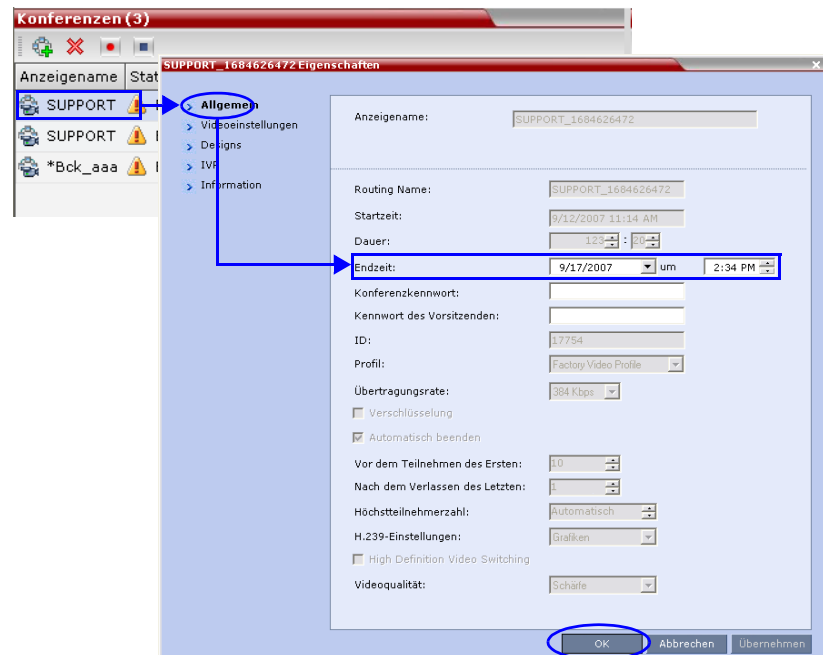 Konferenzen (3)
Anzeigename Stat
SUPPORT
SUPPORT
*Bck_aaa
SUPPORT_1684626472 Eigenschaften
Allgemein
Videoeinstellungen
Designs
IVR
Information
Anzeigename: SUPPORT_1684626472
Routing Name: SUPPORT_1684626472
Startzeit: 9/12/2007 11:14 AM
Dauer: 123 : 20
Endzeit: 9/17/2007 um 2:34 PM
Konferenzkennwort:
Kennwort des Vorsitzenden:
ID: 17754
Profil: Factory Video Profile
Übertragungsrate: 384 Kbps
Verschlüsselung
Automatisch beenden
Vor dem Teilnehmen des Ersten: 10
Nach dem Verlassen des Letzten: 1
Höchstteilnehmerzahl: Automatisch
H.239-Einstellungen: Grafiken
High Definition Video Switching
Videoqualität: Schärfe
OK Abbrechen Übernehmen